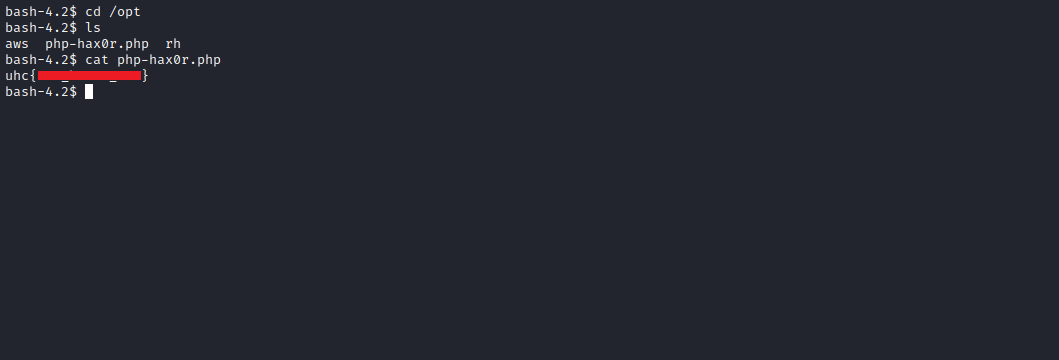 bash-4.2$ cd /opt
bash-4.2$ ls
aws  php-hax0r.php  rh
bash-4.2$ cat php-hax0r.php
uhc{}
bash-4.2$